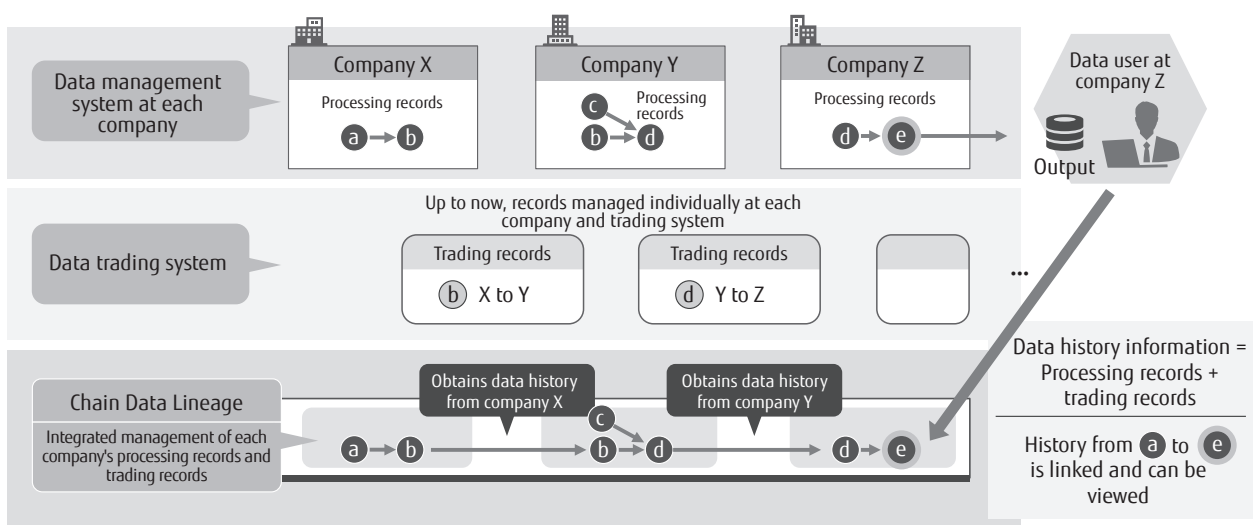 Data management
system at each
company
Company X
Processing records
a b
Company Y
Processing
records
c
b d
Company Z
Processing records
d e
Data user at
company Z
Output
Up to now, records managed individually at each
company and trading system
Data trading system
Trading records
b X to Y
Trading records
d Y to Z
...
Chain Data Lineage
Integrated management of each
company's processing records and
trading records
Obtains data history
from company X
Obtains data history
from company Y
c
a b b d d e
Data history information =
Processing records +
trading records
History from a to e
is linked and can be
viewed